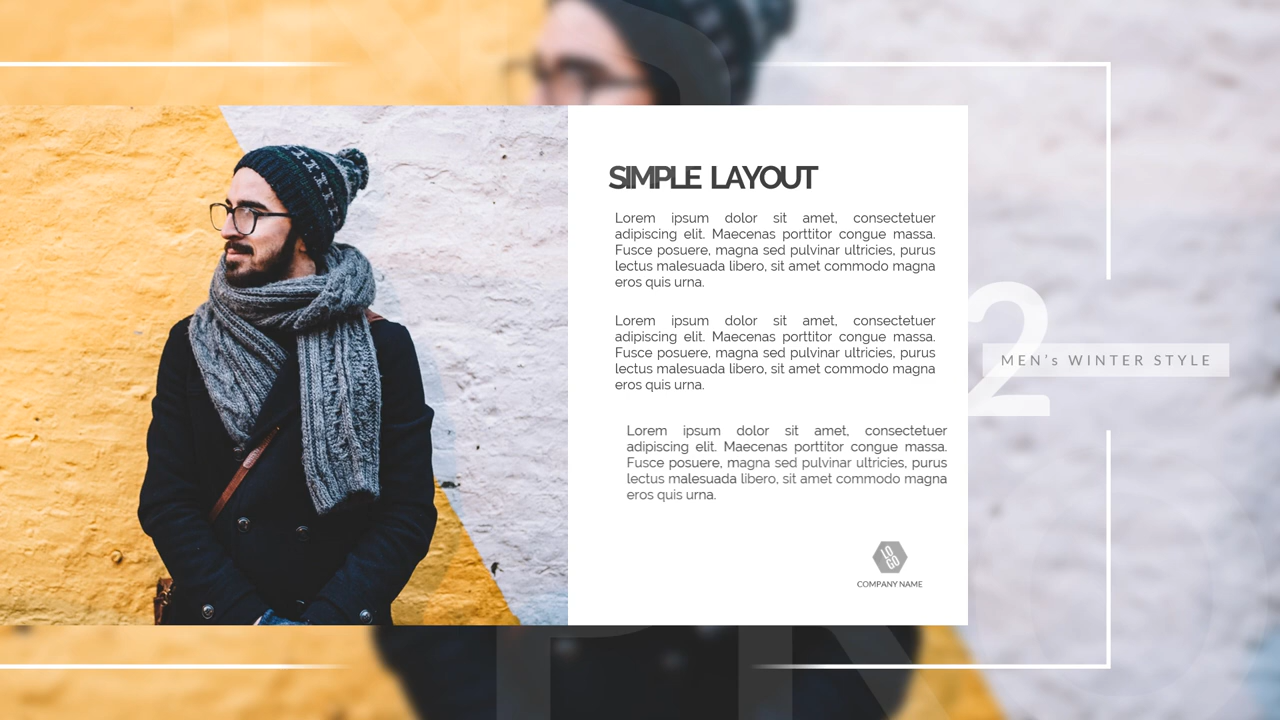 SIMPLE LAYOUT
Lorem ipsum dolor sit amet, consectetuer
adipiscing elit. Maecenas porttitor congue massa.
Fusce posuere, magna sed pulvinar ultricies, purus
lectus malesuada libero, sit amet commodo magna
eros quis urna.
Lorem ipsum dolor sit amet, consectetuer
adipiscing elit. Maecenas porttitor congue massa.
Fusce posuere, magna sed pulvinar ultricies, purus
lectus malesuada libero, sit amet commodo magna
eros quis urna.
2
MEN's WINTER STYLE
Lorem ipsum dolor sit amet, consectetuer
adipiscing elit. Maecenas porttitor congue massa.
Fusce posuere, magna sed pulvinar ultricies, purus
lectus malesuada libero, sit amet commodo magna
eros quis urna.
LO
GO
COMPANY NAME